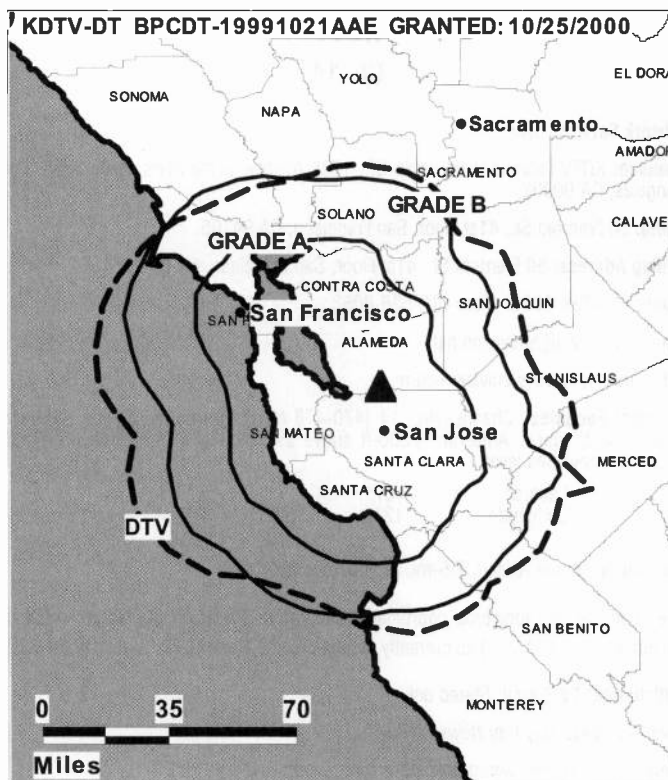 KDTV-DT BPCDT-19991021AAE GRANTED: 10/25/2000
YOLO
EL DORA
SONOMA
NAPA
Sacramento
AMADOR
SACRAMENTO
SOLANO
GRADE B
CALAVE
GRADE A
CONTRA COSTA
SAN JOAQUIN
San Francisco
SAN F
ALAMEDA
STANISLAUS
SAN MATEO
San Jose
SANTA CLARA
MERCED
SANTA CRUZ
DTV
SAN BENITO
MONTEREY
0 35 70
Miles